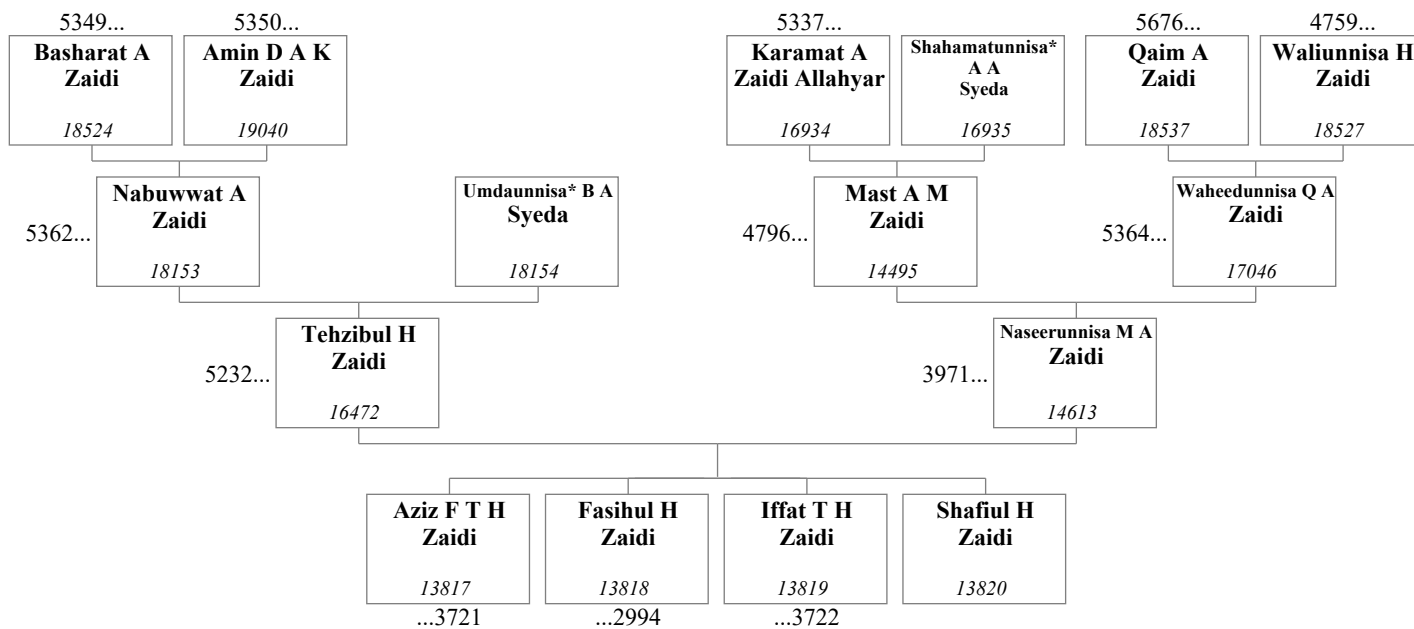 5349...
5350...
5337...
5676...
4759...
Basharat A
Zaidi
18524
Amin D A K
Zaidi
19040
Karamat A
Zaidi Allahyar
16934
Shahamatunnisa*
A A
Syeda
16935
Qaim A
Zaidi
18537
Waliunnisa H
Zaidi
18527
5362...
Nabuwwat A
Zaidi
18153
Umdaunnisa* B A
Syeda
18154
4796...
Mast A M
Zaidi
14495
5364...
Waheedunnisa Q A
Zaidi
17046
5232...
Tehzibul H
Zaidi
16472
3971...
Naseerunnisa M A
Zaidi
14613
Aziz F T H
Zaidi
13817
Fasihul H
Zaidi
13818
Iffat T H
Zaidi
13819
Shafiul H
Zaidi
13820
...3721
...2994
...3722